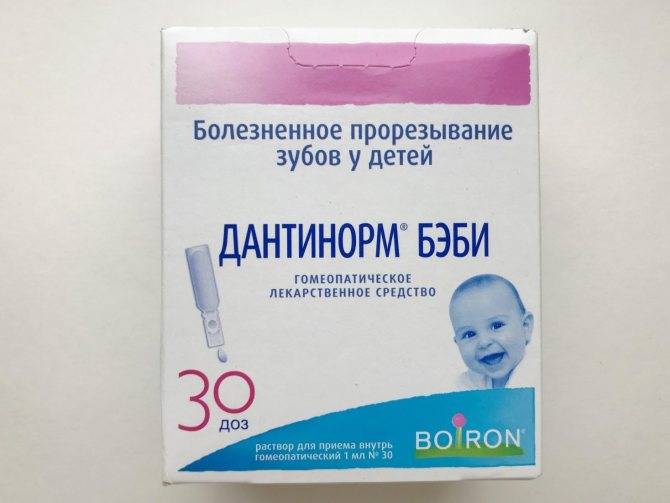 Болезненное прорезывание
зубов у детей
ДАНТИНОРМ® БЭБИ
ГОМЕОПАТИЧЕСКОЕ
ЛЕКАРСТВЕННОЕ СРЕДСТВО
30
ДОЗ
раствор для приема внутрь
гомеопатический 1 мл № 30
BOIRON®